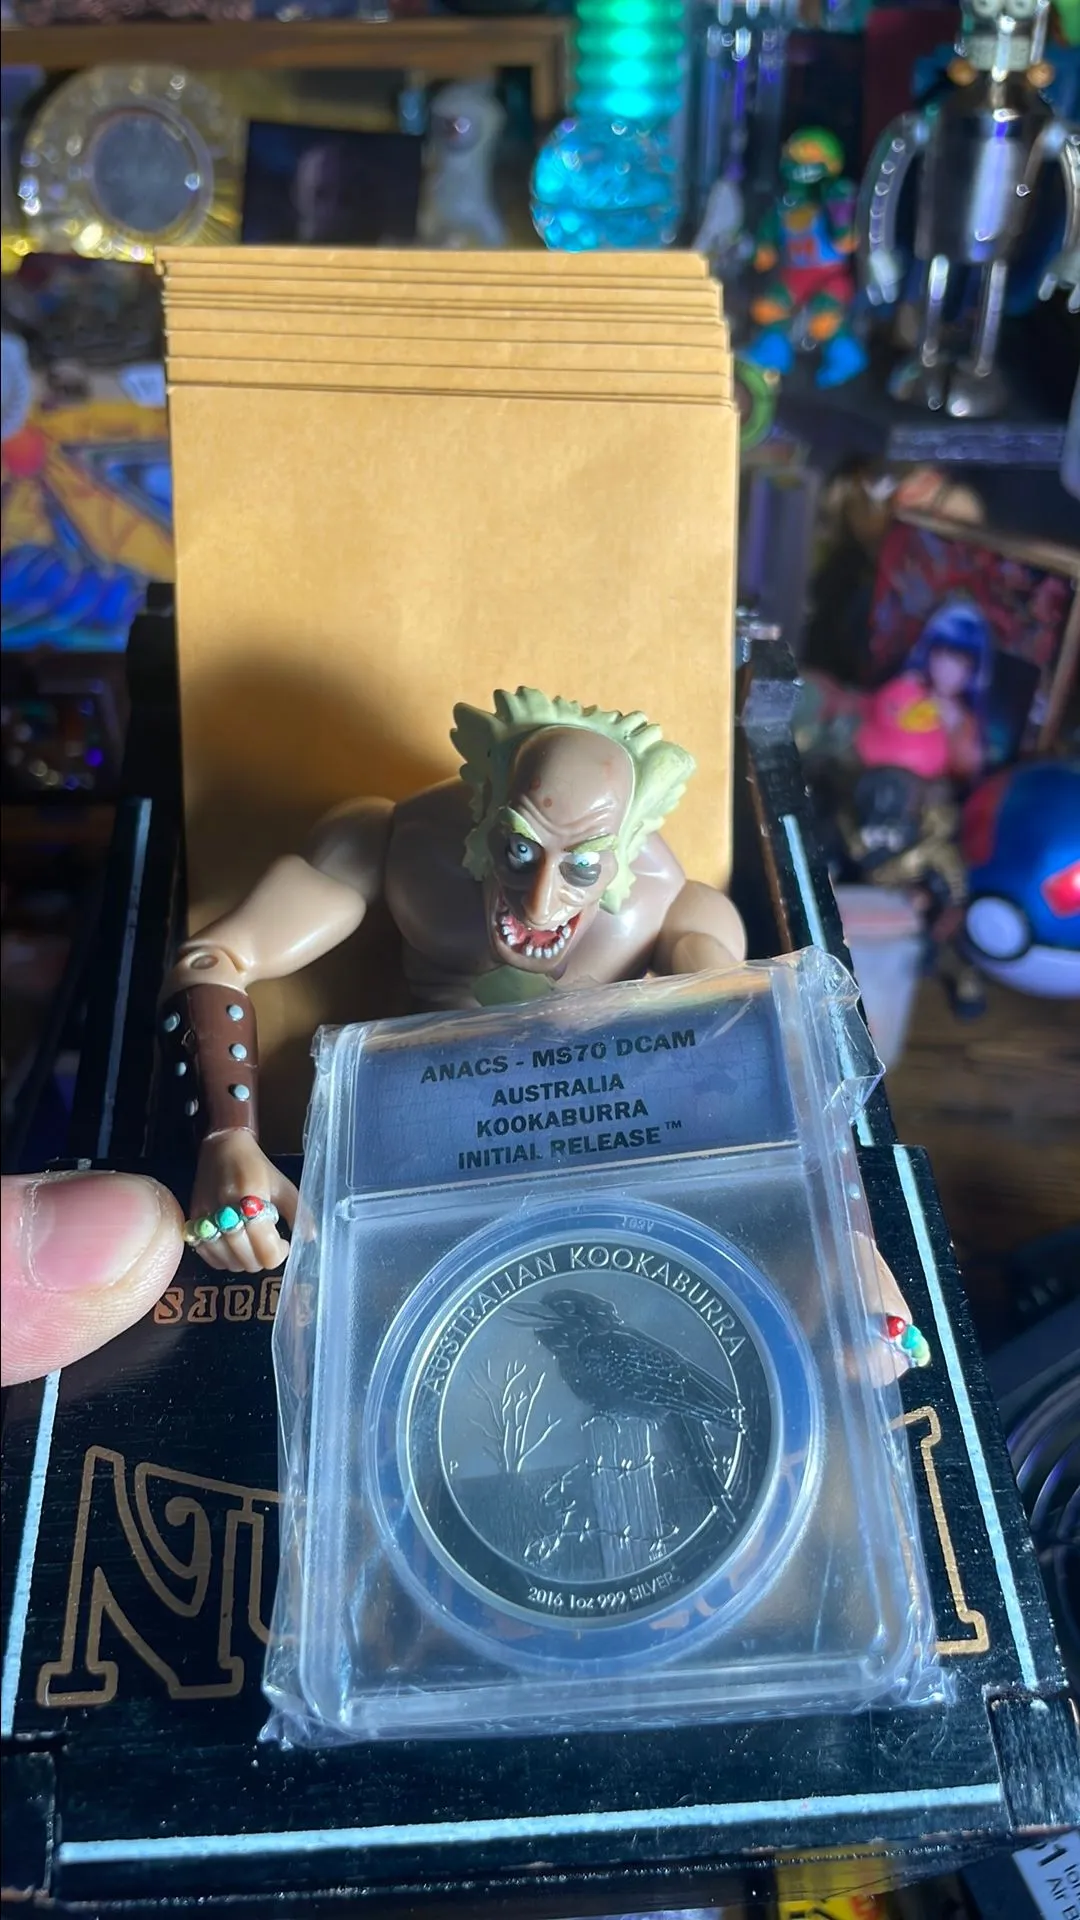 ANACS - MS70 DCAM
AUSTRALIA
KOOKABURRA
INITIAL RELEASE™
AUSTRALIAN KOOKABURRA
P
2016 1oz 999 SILVER